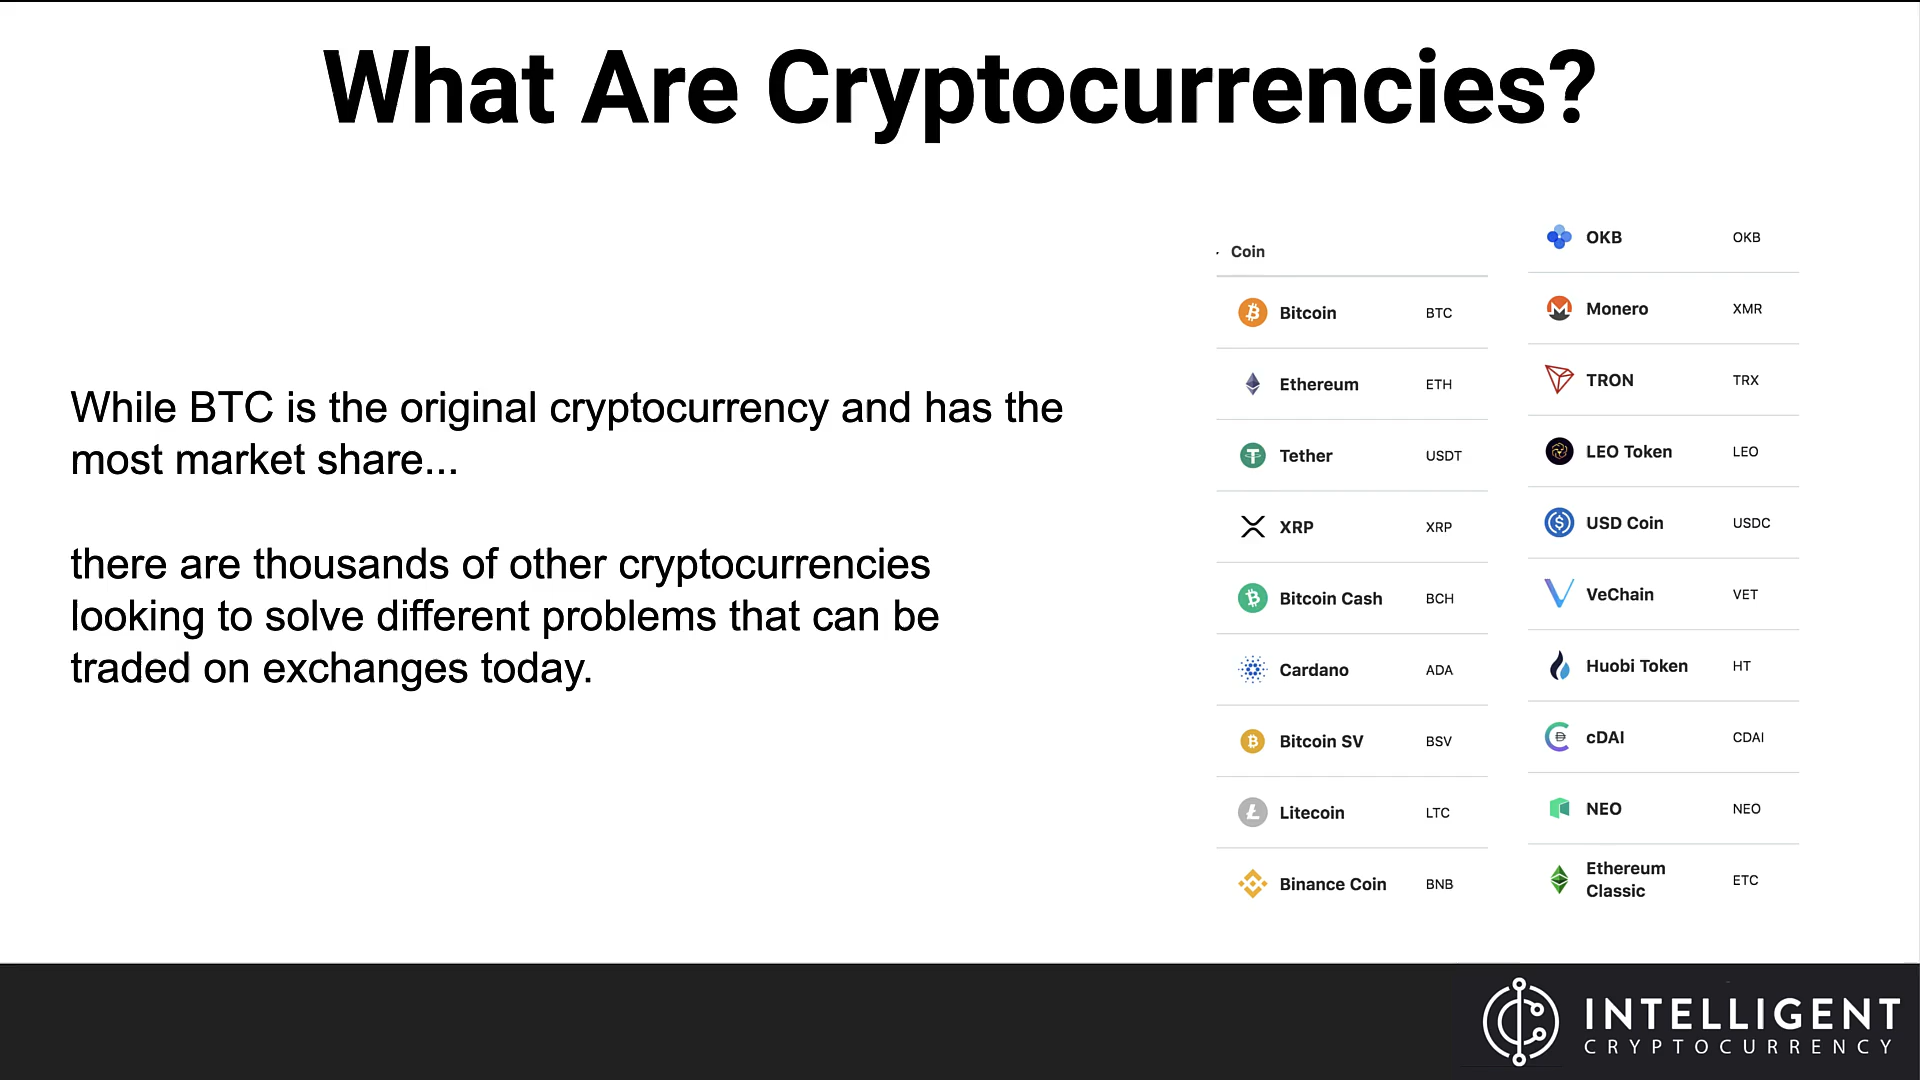 What Are Cryptocurrencies?
While BTC is the original cryptocurrency and has the
most market share...
there are thousands of other cryptocurrencies
looking to solve different problems that can be
traded on exchanges today.
Coin
Bitcoin BTC
Ethereum ETH
Tether USDT
XRP XRP
Bitcoin Cash BCH
Cardano ADA
Bitcoin SV BSV
Litecoin LTC
Binance Coin BNB
OKB OKB
Monero XMR
TRON TRX
LEO Token LEO
USD Coin USDC
VeChain VET
Huobi Token HT
cDAI CDAI
NEO NEO
Ethereum
Classic ETC
INTELLIGENT
CRYPTOCURRENCY